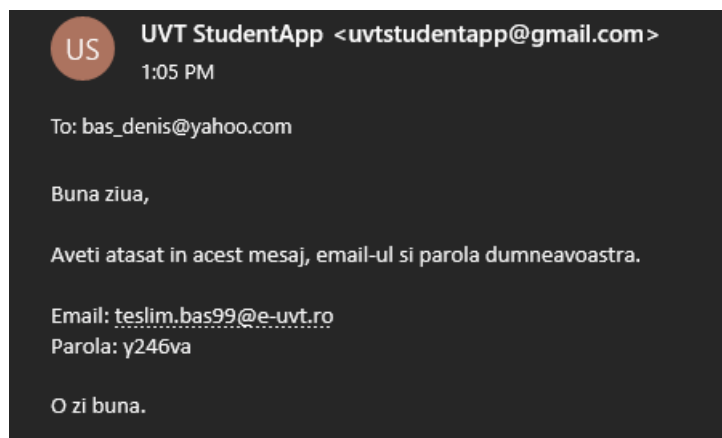 US
UVT StudentApp <uvtstudentapp@gmail.com>
1:05 PM
To: bas_denis@yahoo.com
Buna ziua,
Aveti atasat in acest mesaj, email-ul si parola dumneavoastra.
Email: teslim.bas99@e-uvt.ro
Parola: y246va
O zi buna.